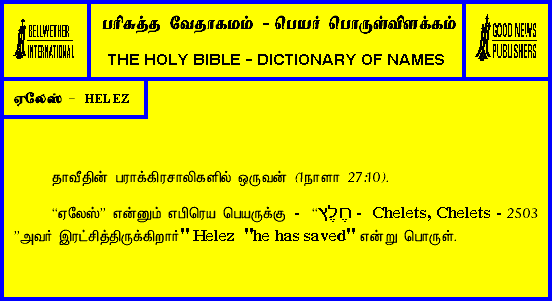 BELLWETHER
INTERNATIONAL
பரிசுத்த வேதாகமம் - பெயர் பொருள்விளக்கம்
THE HOLY BIBLE - DICTIONARY OF NAMES
GOOD NEWS
PUBLISHERS
ஏலேஸ் - HELEZ
தாவீதின் பராக்கிரசாலிகளில் ஒருவன் (1நாளா 27:10).
“ஏலேஸ்” என்னும் எபிரெய பெயருக்கு - “חֶלֶץ - Chelets, Chelets - 2503
”அவர் இரட்சித்திருக்கிறார்" Helez "he has saved" என்று பொருள்.